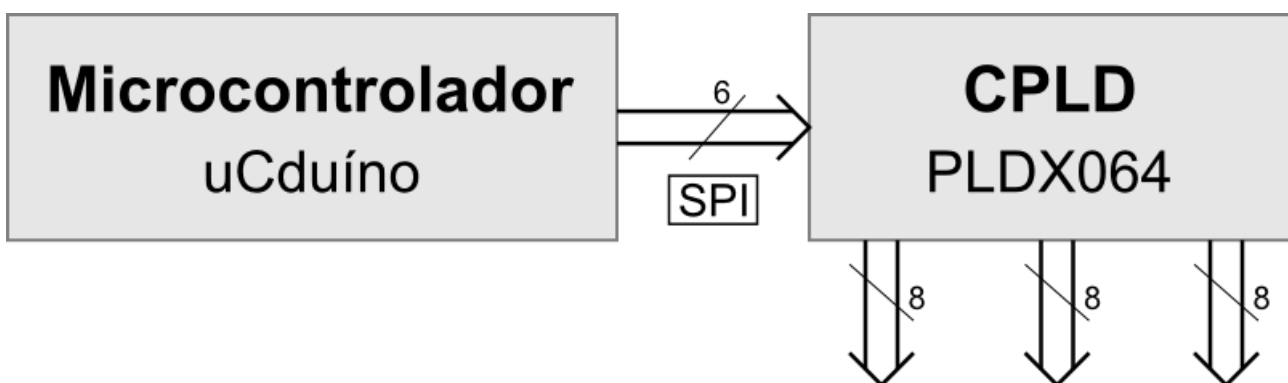 Microcontrolador
uCduíno
6
SPI
CPLD
PLDX064
8
8
8